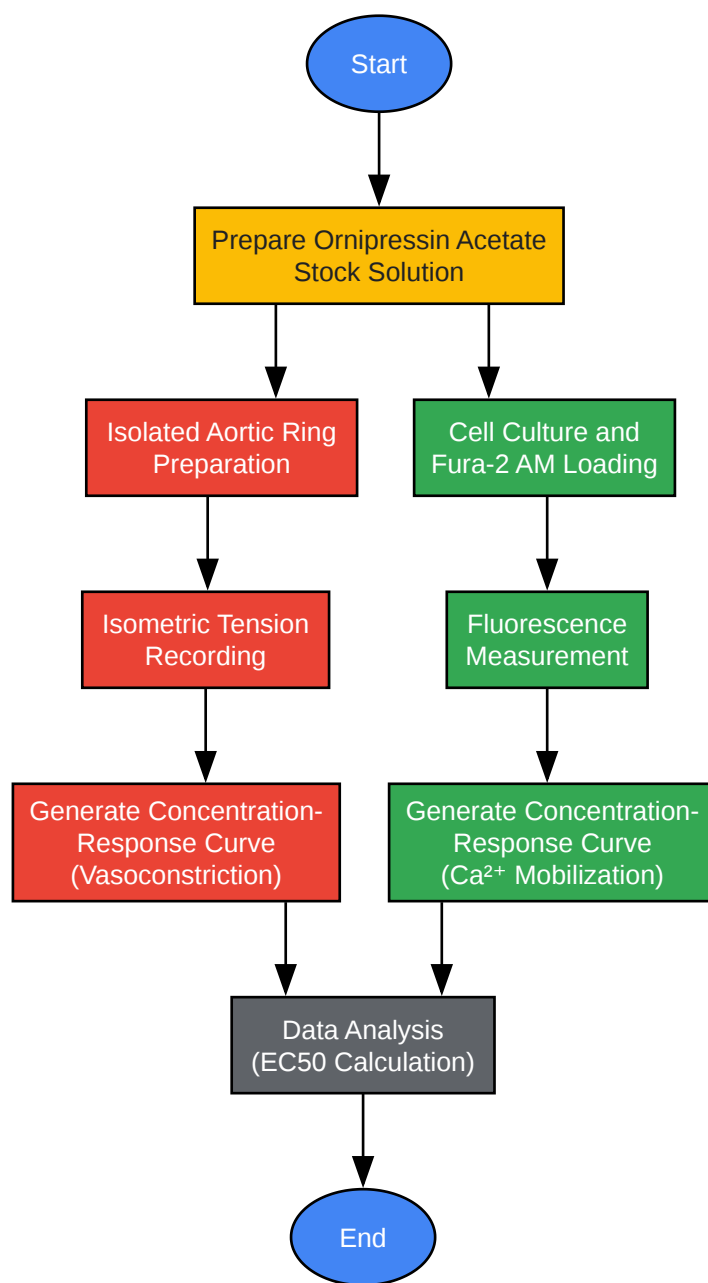 Start
Prepare Ornipressin Acetate
Stock Solution
Isolated Aortic Ring
Preparation
Cell Culture and
Fura-2 AM Loading
Isometric Tension
Recording
Fluorescence
Measurement
Generate Concentration-
Response Curve
(Vasoconstriction)
Generate Concentration-
Response Curve
(Ca²⁺ Mobilization)
Data Analysis
(EC50 Calculation)
End